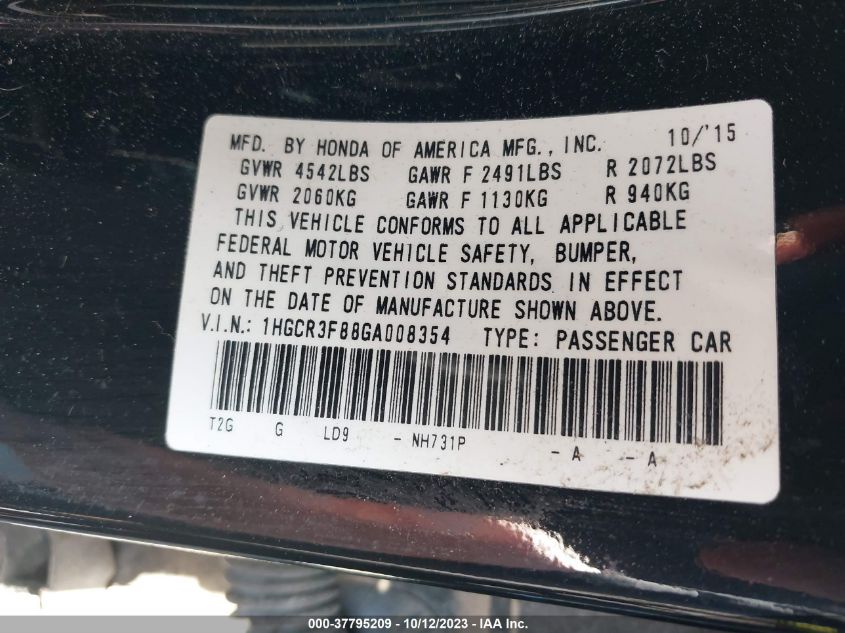 MFD. BY HONDA OF AMERICA MFG., INC. 10/'15
GVWR 4542LBS GAWR F 2491LBS R 2072LBS
GVWR 2060KG GAWR F 1130KG R 940KG
THIS VEHICLE CONFORMS TO ALL APPLICABLE
FEDERAL MOTOR VEHICLE SAFETY, BUMPER,
AND THEFT PREVENTION STANDARDS IN EFFECT
ON THE DATE OF MANUFACTURE SHOWN ABOVE.
V.I.N.: 1HGCR3F88GA008354 TYPE: PASSENGER CAR
T2G G LD9 - NH731P - A - A
000-37795209 - 10/12/2023 - IAA Inc.